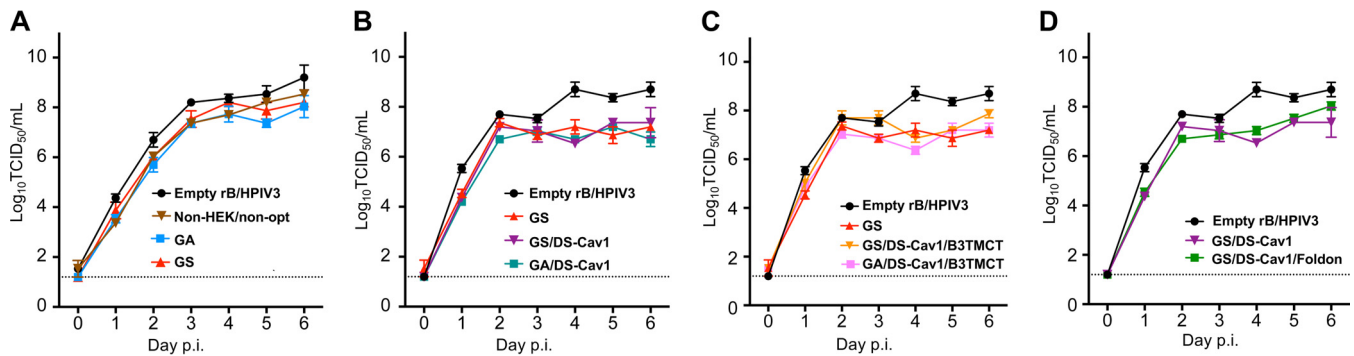 A
Log10TCID50/mL
10
8
6
4
2
0
Empty rB/HPIV3
Non-HEK/non-opt
GA
GS
0 1 2 3 4 5 6
Day p.i.
B
Log10TCID50/mL
10
8
6
4
2
0
Empty rB/HPIV3
GS
GS/DS-Cav1
GA/DS-Cav1
0 1 2 3 4 5 6
Day p.i.
C
Log10TCID50/mL
10
8
6
4
2
0
Empty rB/HPIV3
GS
GS/DS-Cav1/B3TMCT
GA/DS-Cav1/B3TMCT
0 1 2 3 4 5 6
Day p.i.
D
Log10TCID50/mL
10
8
6
4
2
0
Empty rB/HPIV3
GS/DS-Cav1
GS/DS-Cav1/Foldon
0 1 2 3 4 5 6
Day p.i.